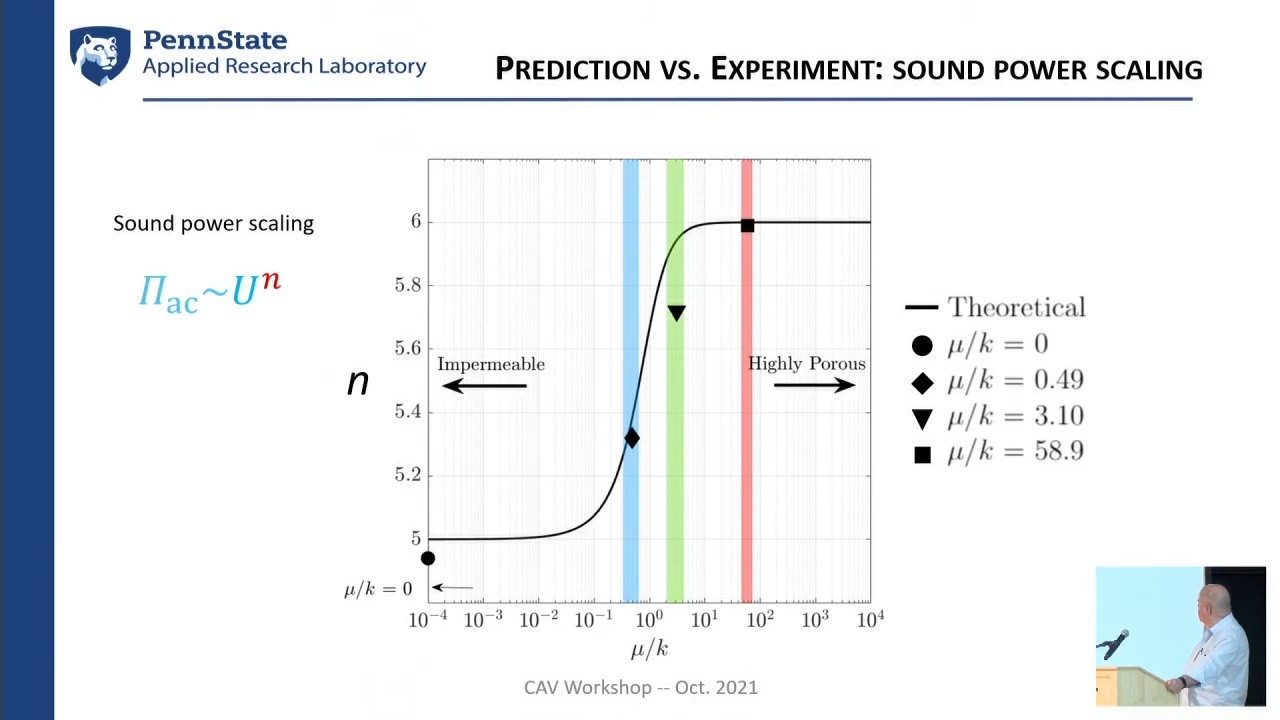 PennState
Applied Research Laboratory
PREDICTION VS. EXPERIMENT: SOUND POWER SCALING
Sound power scaling
Π_ac~U^n
n
6
5.8
5.6
5.4
5.2
5
Impermeable
Highly Porous
μ/k = 0
10^−4 10^−3 10^−2 10^−1 10^0 10^1 10^2 10^3 10^4
μ/k
Theoretical
μ/k = 0
μ/k = 0.49
μ/k = 3.10
μ/k = 58.9
CAV Workshop -- Oct. 2021